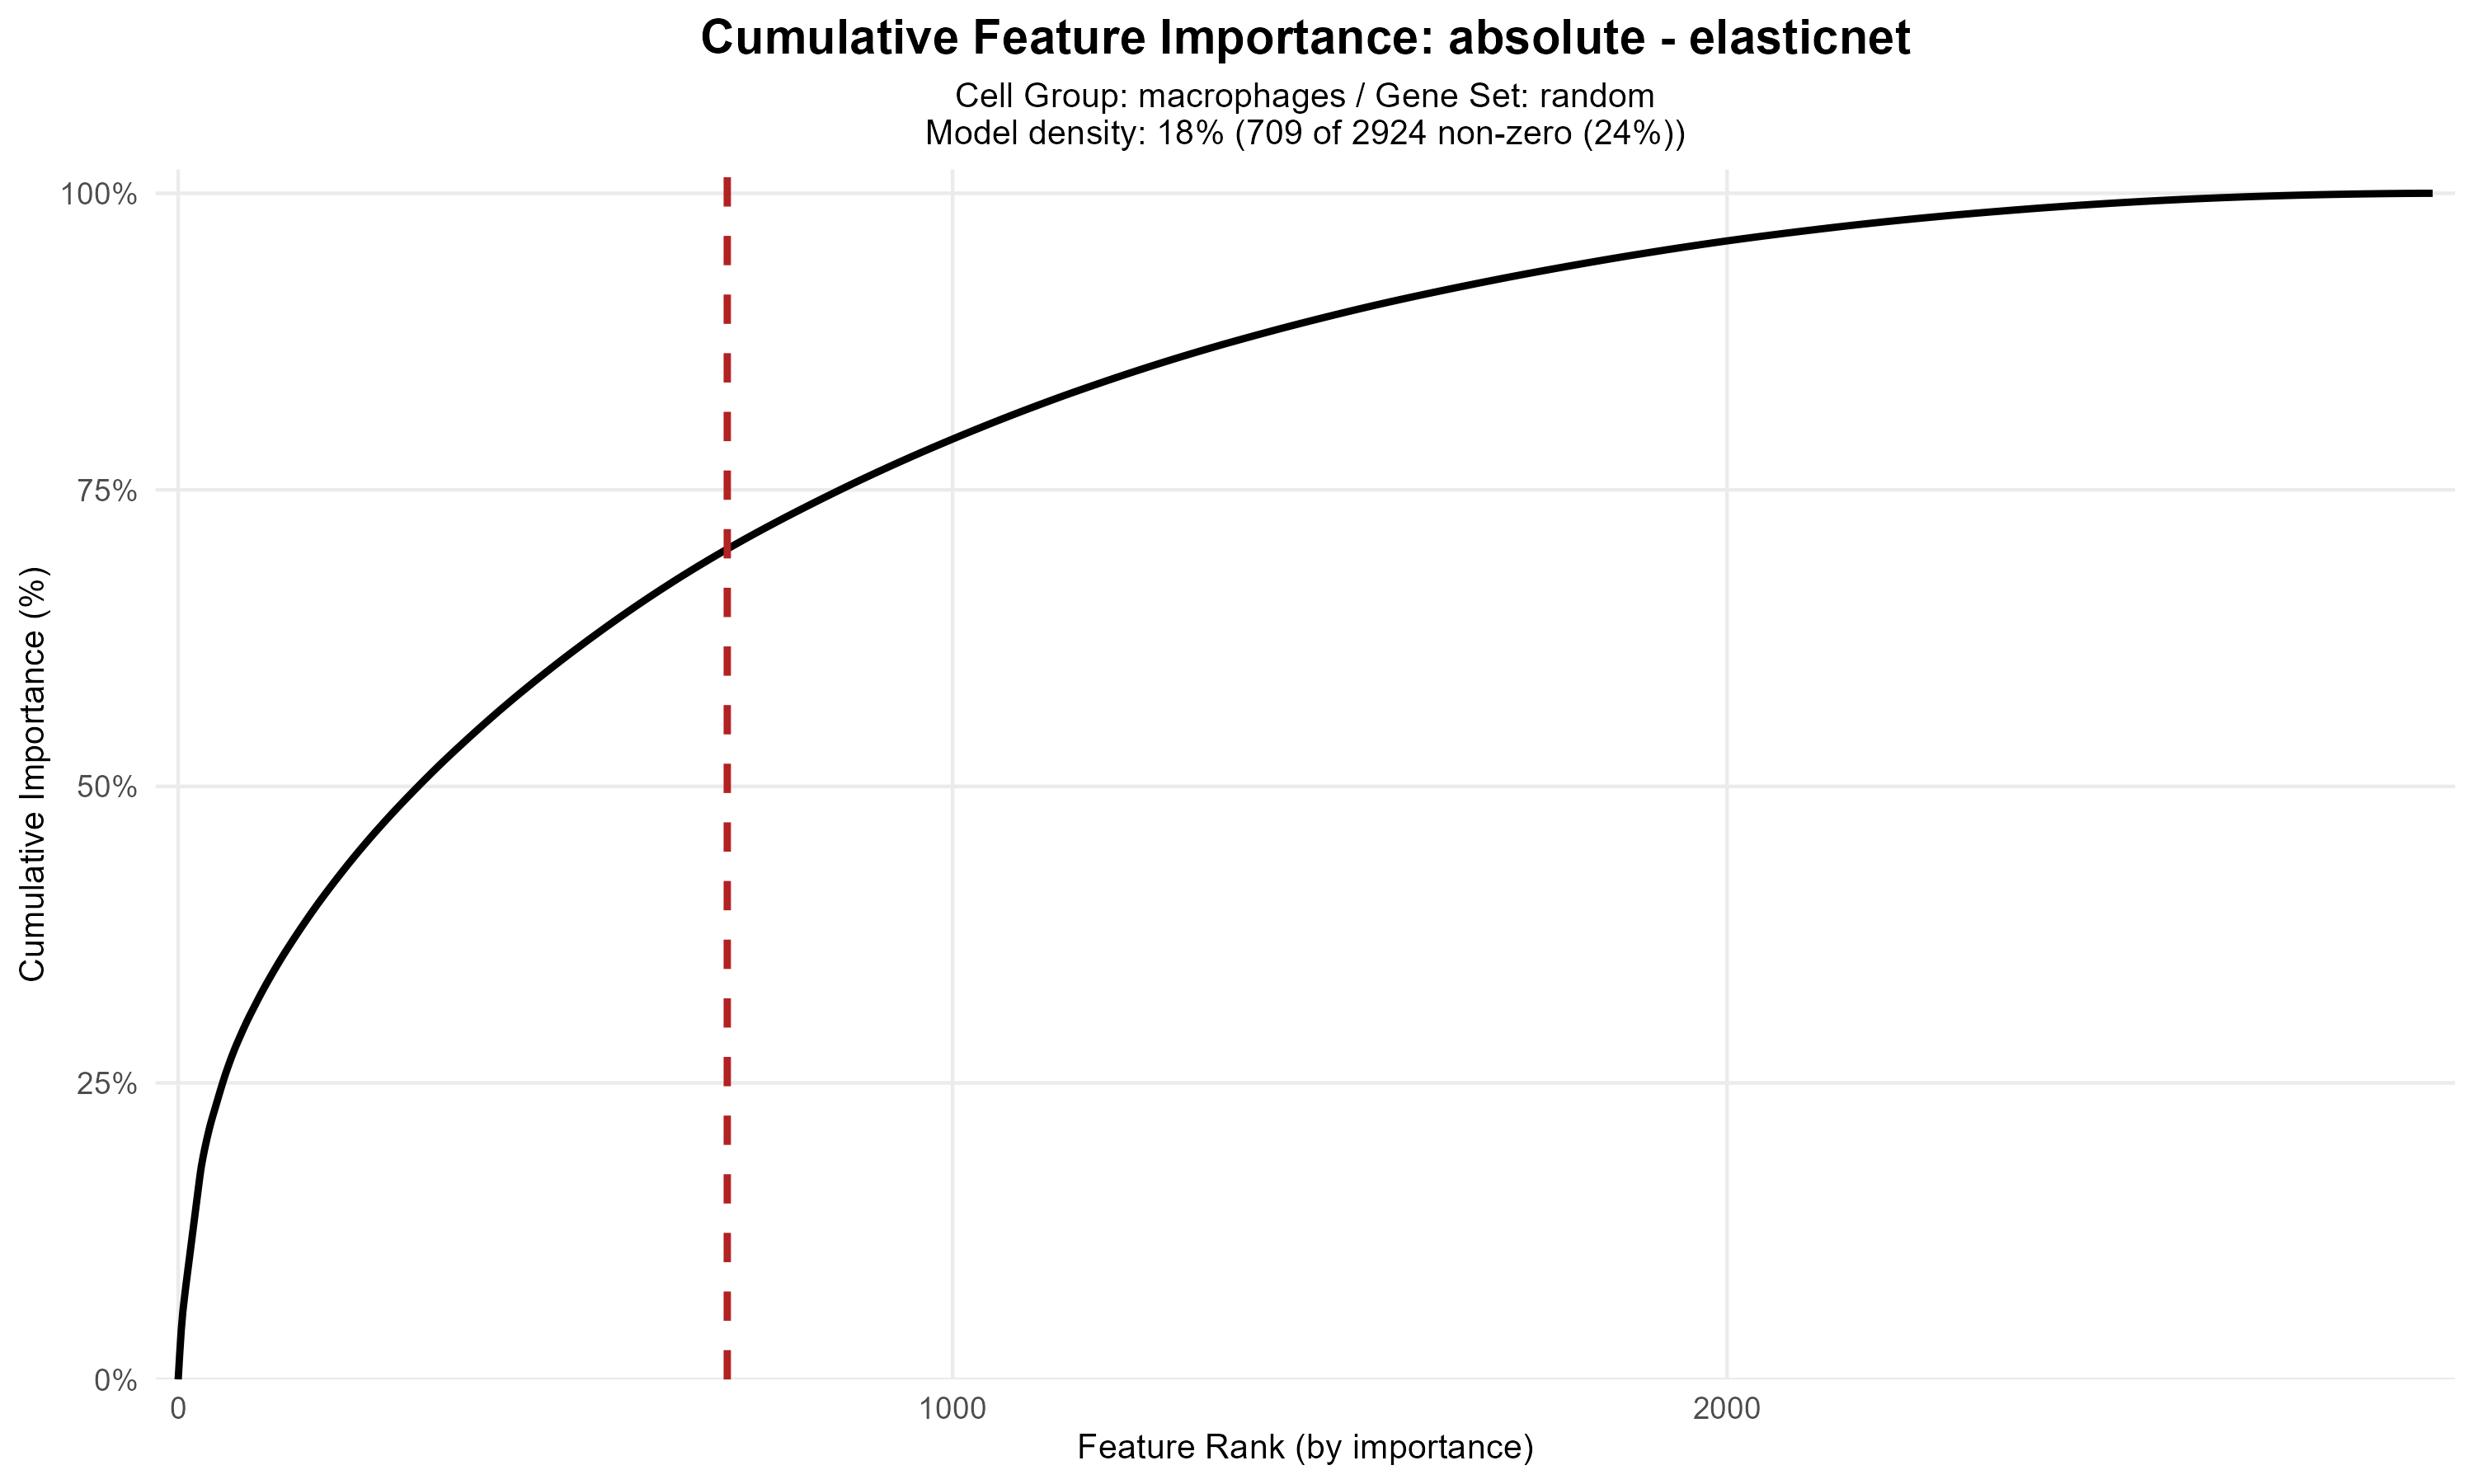 Cumulative Feature Importance: absolute - elasticnet
Cell Group: macrophages / Gene Set: random
Model density: 18% (709 of 2924 non-zero (24%))
Cumulative Importance (%)
100%
75%
50%
25%
0%
0
1000
2000
Feature Rank (by importance)